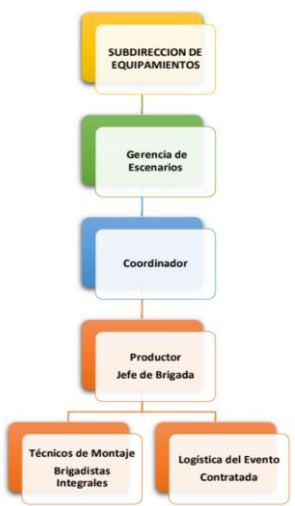 SUBDIRECCION DE
EQUIPAMIENTOS
Gerencia de
Escenarios
Coordinador
Productor
Jefe de Brigada
Técnicos de Montaje
Brigadistas
Integrales
Logística del Evento
Contratada